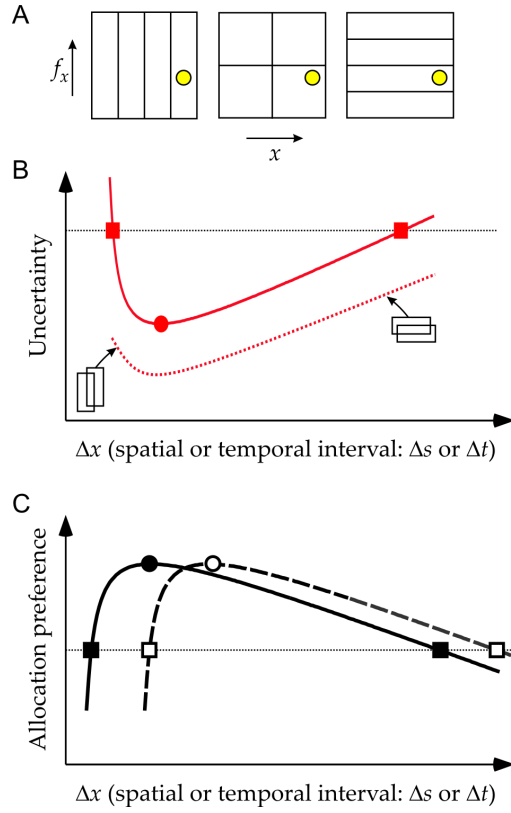 A
fx
x
B
Uncertainty
Δx (spatial or temporal interval: Δs or Δt)
C
Allocation preference
Δx (spatial or temporal interval: Δs or Δt)